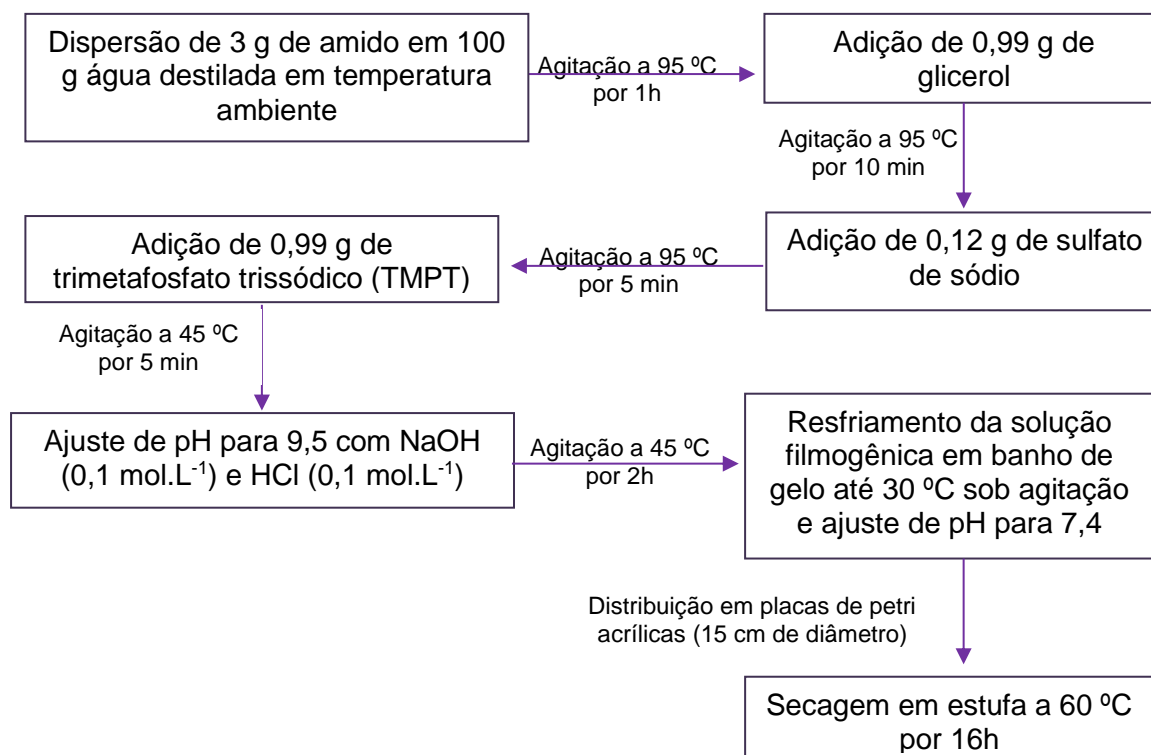 Dispersão de 3 g de amido em 100
g água destilada em temperatura
ambiente
Agitação a 95 ºC
por 1h
Adição de 0,99 g de
glicerol
Agitação a 95 ºC
por 10 min
Adição de 0,12 g de sulfato
de sódio
Agitação a 95 ºC
por 5 min
Adição de 0,99 g de
trimetafosfato trissódico (TMPT)
Agitação a 45 ºC
por 5 min
Ajuste de pH para 9,5 com NaOH
(0,1 mol.L⁻¹) e HCl (0,1 mol.L⁻¹)
Agitação a 45 ºC
por 2h
Resfriamento da solução
filmogênica em banho de
gelo até 30 ºC sob agitação
e ajuste de pH para 7,4
Distribuição em placas de petri
acrílicas (15 cm de diâmetro)
Secagem em estufa a 60 ºC
por 16h